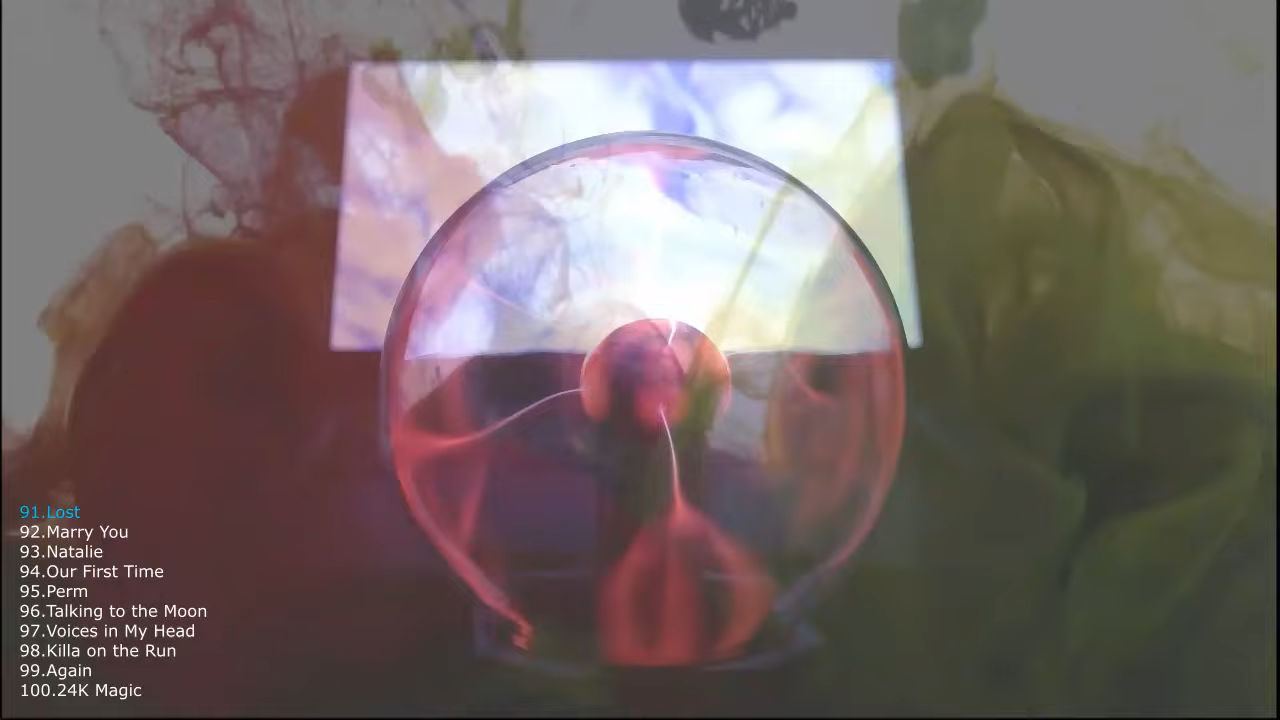 91.Lost
92.Marry You
93.Natalie
94.Our First Time
95.Perm
96.Talking to the Moon
97.Voices in My Head
98.Killa on the Run
99.Again
100.24K Magic